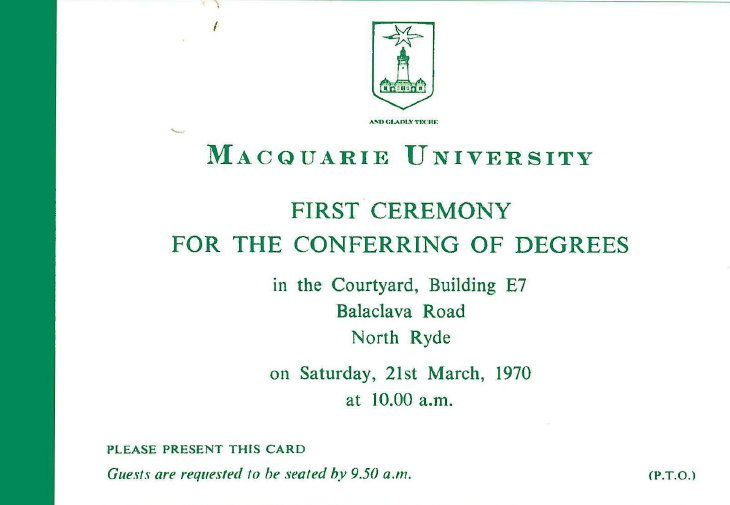 AND GLADLY TECHE
MACQUARIE UNIVERSITY
FIRST CEREMONY
FOR THE CONFERRING OF DEGREES
in the Courtyard, Building E7
Balaclava Road
North Ryde
on Saturday, 21st March, 1970
at 10.00 a.m.
PLEASE PRESENT THIS CARD
Guests are requested to be seated by 9.50 a.m.
(P.T.O.)